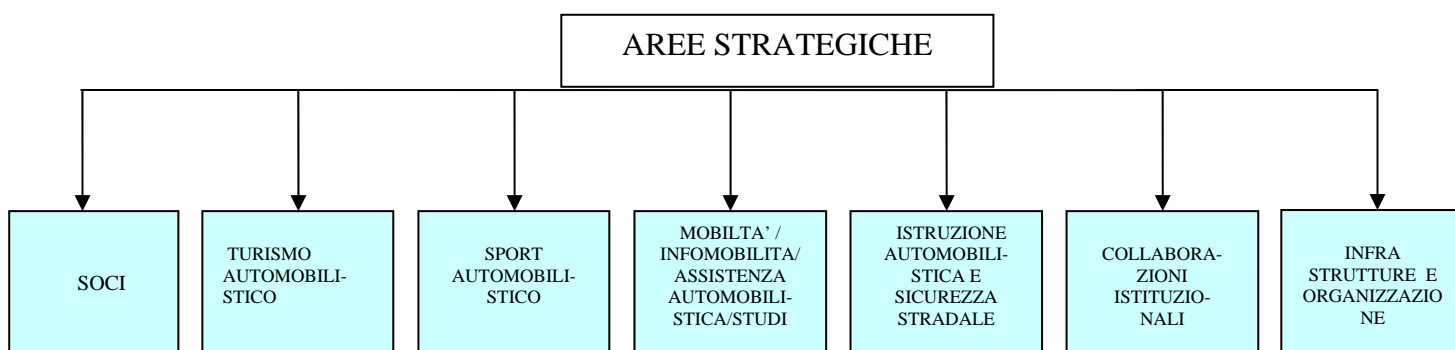 AREE STRATEGICHE
SOCI
TURISMO
AUTOMOBILI-
STICO
SPORT
AUTOMOBILI-
STICO
MOBILTA’ /
INFOMOBILITA/
ASSISTENZA
AUTOMOBILI-
STICA/STUDI
ISTRUZIONE
AUTOMOBILI-
STICA E
SICUREZZA
STRADALE
COLLABORA-
ZIONI
ISTITUZIO-
NALI
INFRA
STRUTTURE E
ORGANIZZAZIO
NE